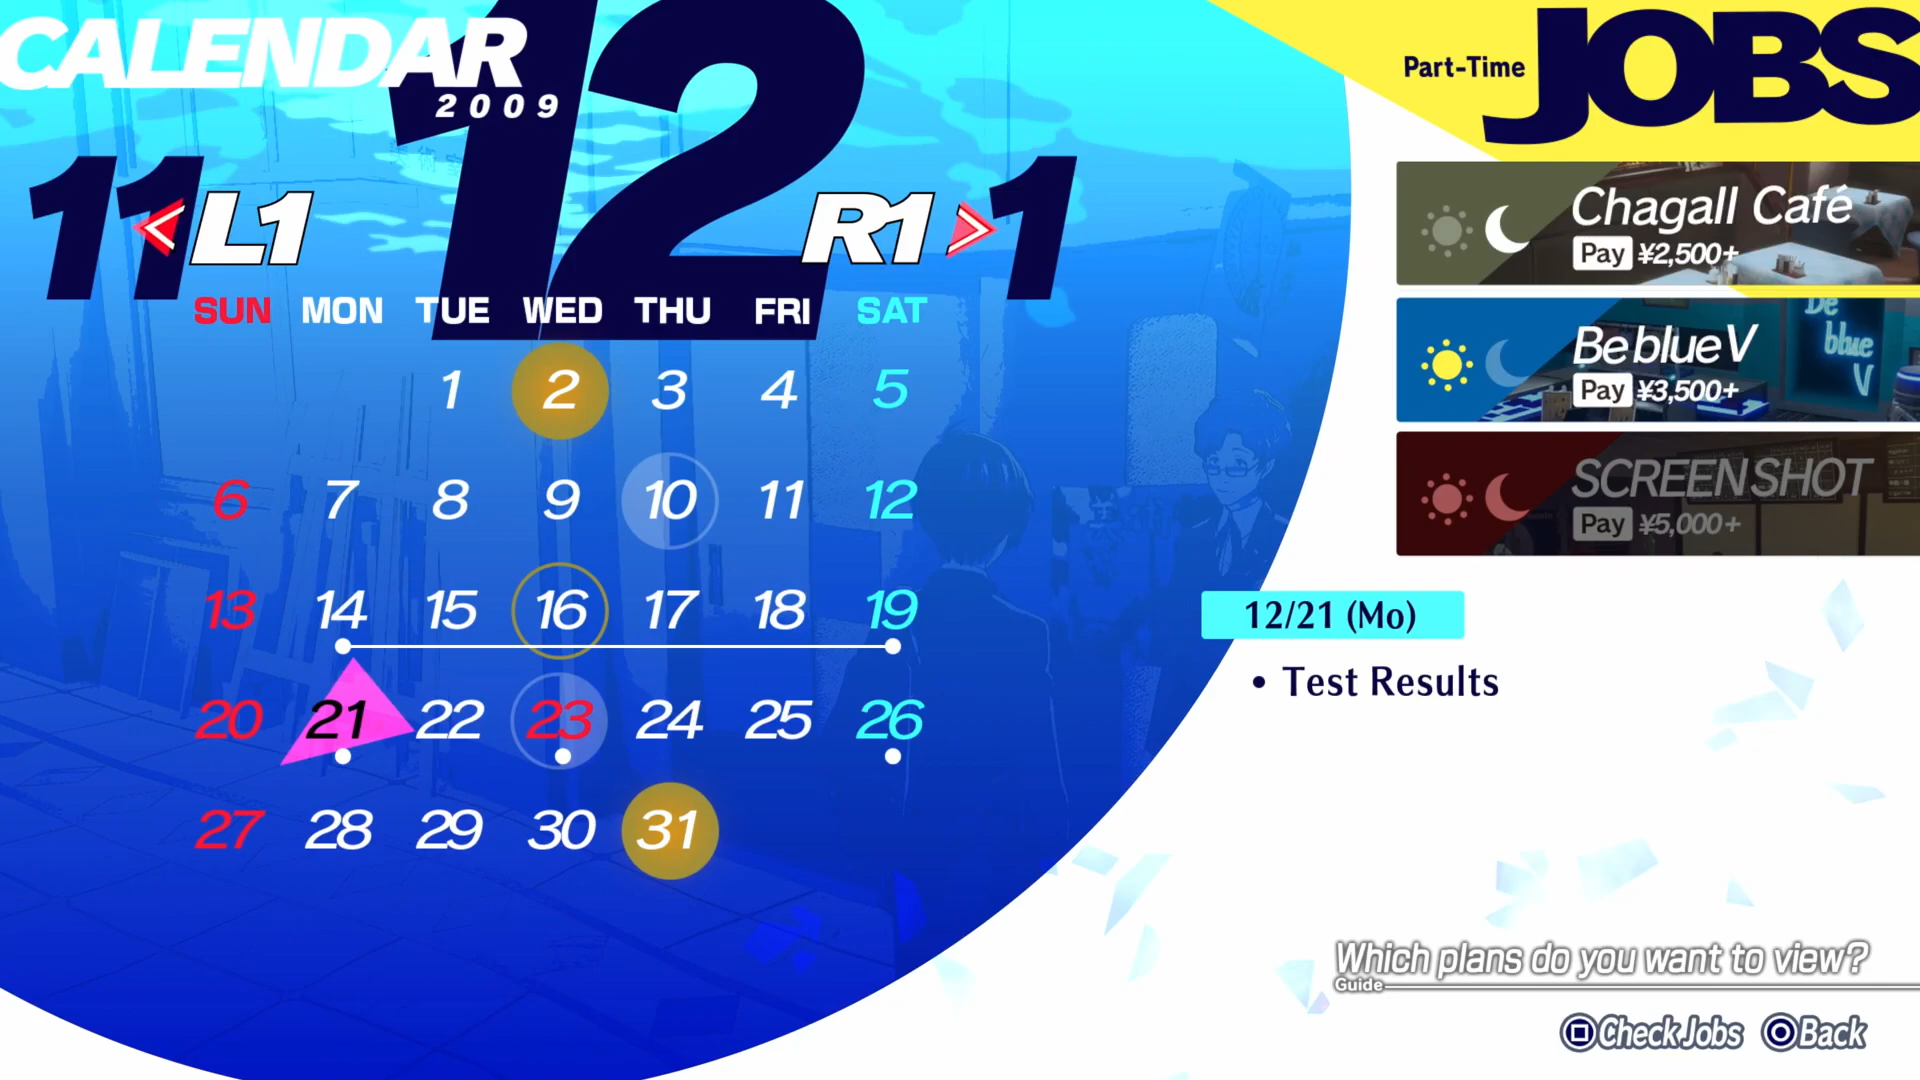 CALENDAR
2009
12
11 L1
R1 1
SUN MON TUE WED THU FRI SAT
1 2 3 4 5
6 7 8 9 10 11 12
13 14 15 16 17 18 19
20 21 22 23 24 25 26
27 28 29 30 31
Part-Time JOBS
Chagall Café
Pay ¥2,500+
Be blue V
Pay ¥3,500+
De
blue
V
SCREEN SHOT
Pay ¥5,000+
12/21 (Mo)
• Test Results
Which plans do you want to view?
Guide
Check Jobs Back